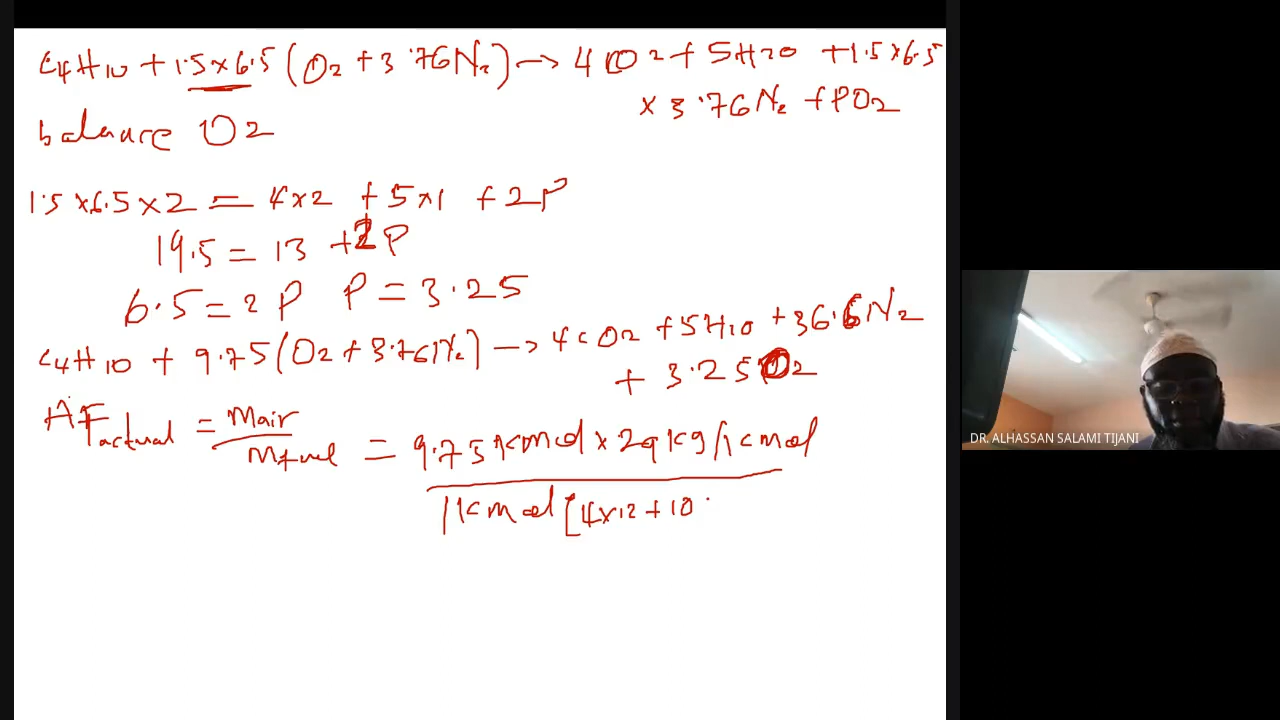 C4H10 + 1.5×6.5 (O2 + 3.76N2) → 4CO2 + 5H2O + 1.5×6.5
× 3.76N2 + PO2
balance O2
1.5×6.5×2 = 4×2 + 5×1 + 2P
19.5 = 13 + 2P
6.5 = 2P P = 3.25
C4H10 + 9.75(O2 + 3.76N2) → 4CO2 + 5H2O + 36.6N2
+ 3.25O2
AFactual = mair
mfuel = 9.75 kmol × 29 kg/kmol
1 kmol [4×12 + 10
DR. ALHASSAN SALAMI TIJANI